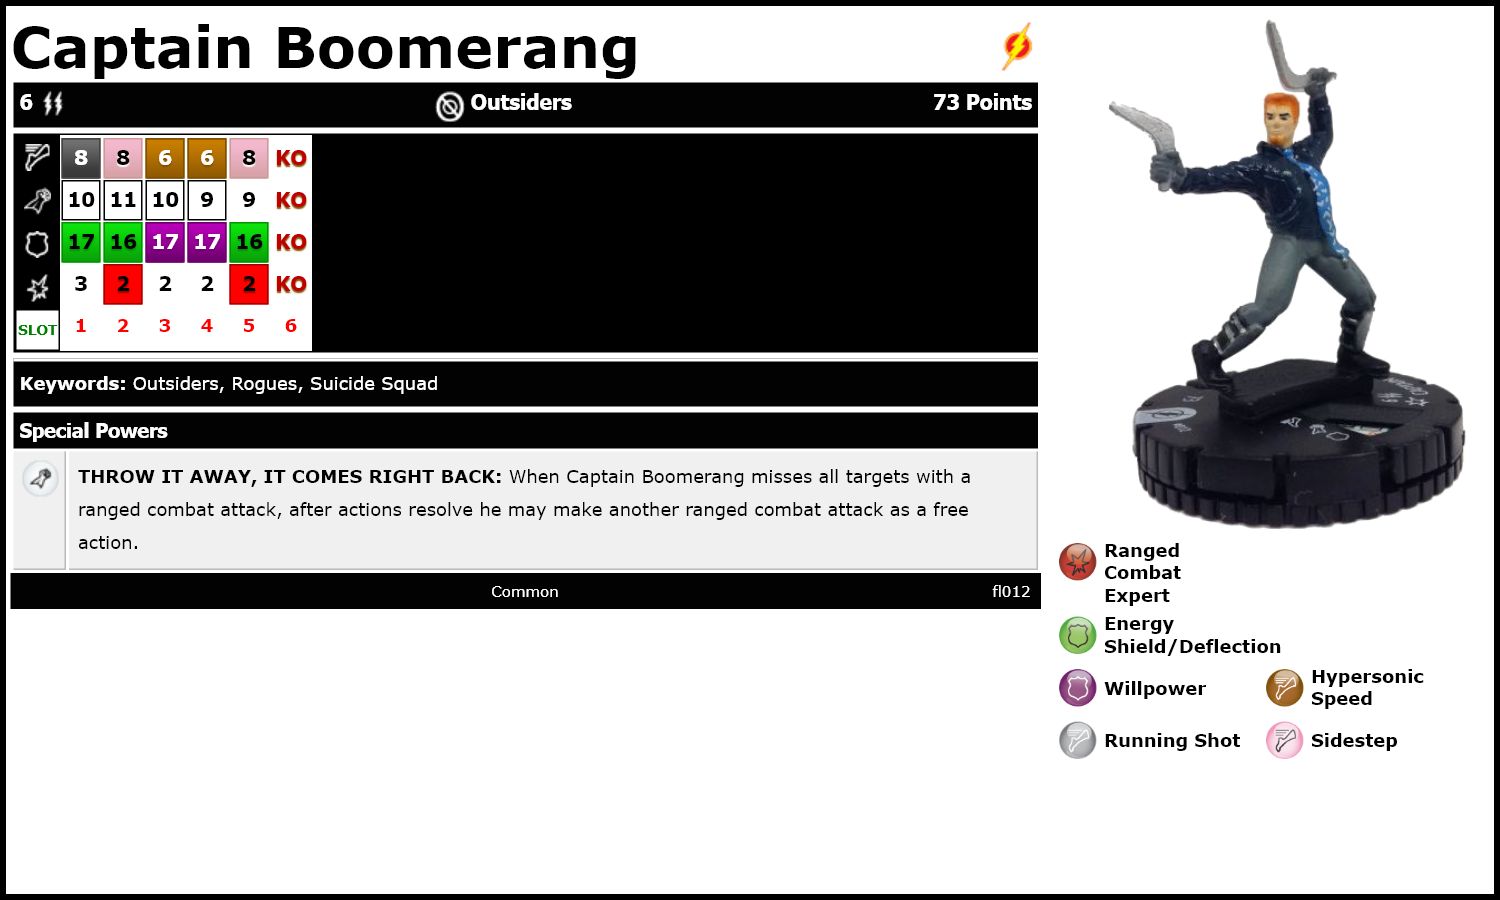 Captain Boomerang
6 Outsiders 73 Points
8 8 6 6 8 KO
10 11 10 9 9 KO
17 16 17 17 16 KO
3 2 2 2 2 KO
SLOT 1 2 3 4 5 6
Keywords: Outsiders, Rogues, Suicide Squad
Special Powers
THROW IT AWAY, IT COMES RIGHT BACK: When Captain Boomerang misses all targets with a
ranged combat attack, after actions resolve he may make another ranged combat attack as a free
action.
Common fl012
Ranged
Combat
Expert
Energy
Shield/Deflection
Willpower
Hypersonic
Speed
Running Shot
Sidestep